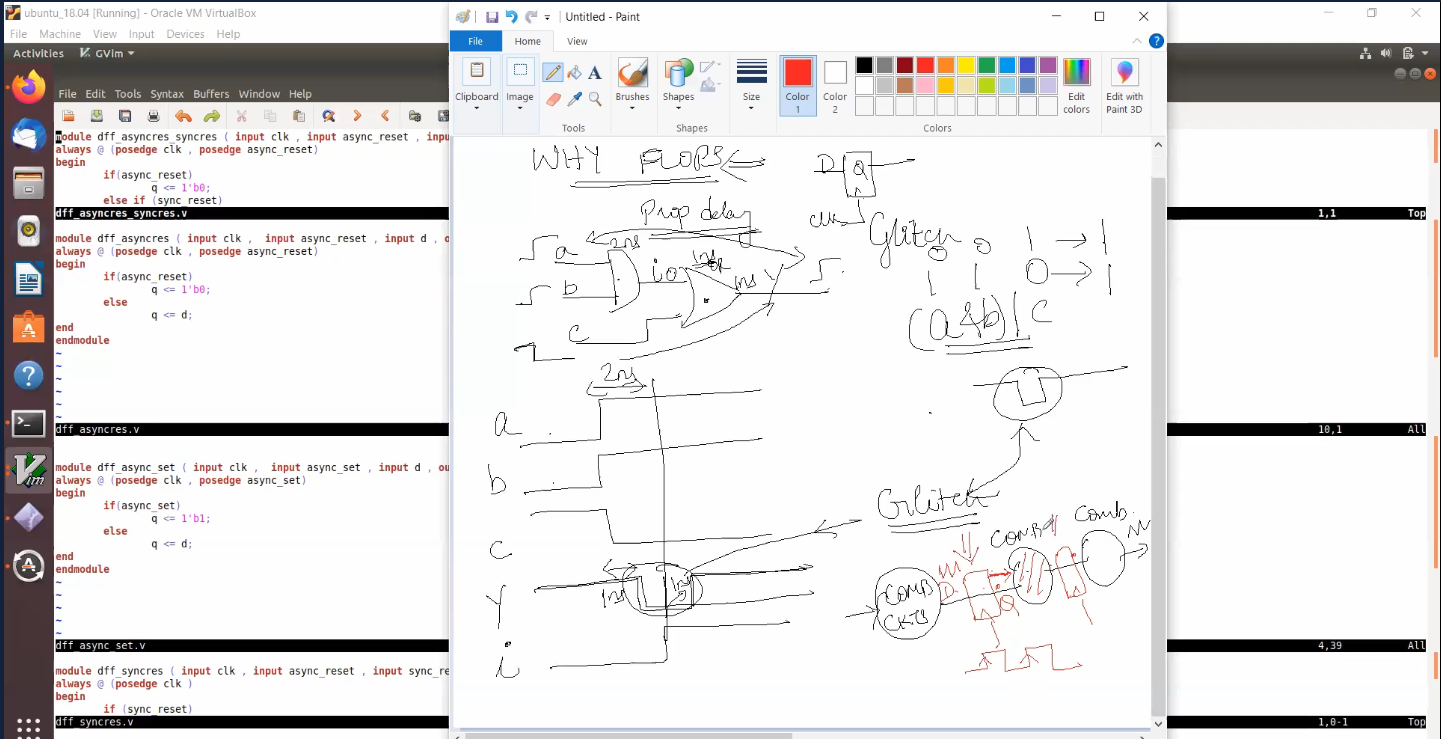 ubuntu_18.04 [Running] - Oracle VM VirtualBox
File Machine View Input Devices Help
Activities GVim
File Edit Tools Syntax Buffers Window Help
module dff_asyncres_syncres ( input clk , input async_reset , inpu
always @ (posedge clk , posedge async_reset)
begin
if(async_reset)
q <= 1'b0;
else if (sync_reset)
dff_asyncres_syncres.v 1,1 Top
module dff_asyncres ( input clk , input async_reset , input d , ou
always @ (posedge clk , posedge async_reset)
begin
if(async_reset)
q <= 1'b0;
else
q <= d;
end
endmodule
~
~
~
~
~
~
dff_asyncres.v 10,1 All
module dff_async_set ( input clk , input async_set , input d , ou
always @ (posedge clk , posedge async_set)
begin
if(async_set)
q <= 1'b1;
else
q <= d;
end
endmodule
~
~
~
~
~
dff_async_set.v 4,39 All
module dff_syncres ( input clk , input async_reset , input sync_re
always @ (posedge clk )
begin
if (sync_reset)
dff_syncres.v 1,0-1 Top
Untitled - Paint
File Home View
Clipboard
Image
Tools
Brushes
Shapes
Shapes
Size
Color 1
Color 2
Edit colors
Edit with Paint 3D
Colors
WHY FLOPS
D Q
clk
Prop delay
Glitch
2ns
a
b
c
i0
1ns
OR
1ns
Y
0 0 1 → 1
1 1 0 → 1
(a&b)|c
2ns
a
b
c
Y
i
1ns
1ns
Glitch
COMB CKTS
D
Q
COMB
Comb.